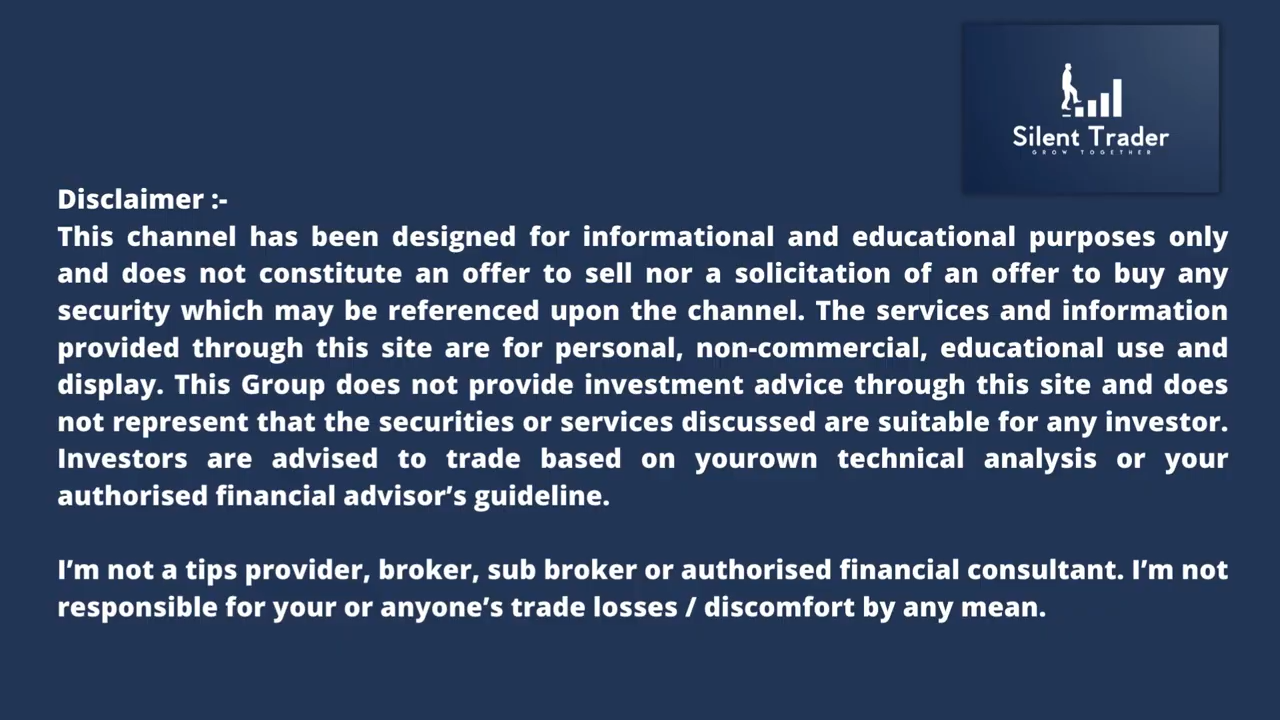 Silent Trader
GROW TOGETHER
Disclaimer :-
This channel has been designed for informational and educational purposes only
and does not constitute an offer to sell nor a solicitation of an offer to buy any
security which may be referenced upon the channel. The services and information
provided through this site are for personal, non-commercial, educational use and
display. This Group does not provide investment advice through this site and does
not represent that the securities or services discussed are suitable for any investor.
Investors are advised to trade based on yourown technical analysis or your
authorised financial advisor’s guideline.
I’m not a tips provider, broker, sub broker or authorised financial consultant. I’m not
responsible for your or anyone’s trade losses / discomfort by any mean.